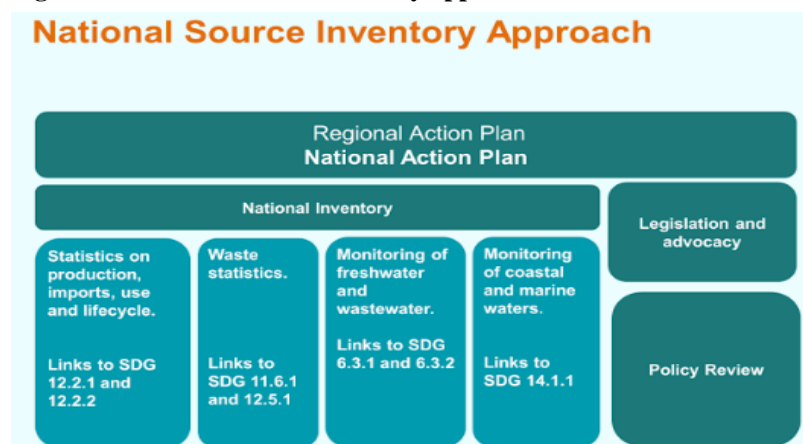 National Source Inventory Approach
Regional Action Plan
National Action Plan
National Inventory
Legislation and
advocacy
Statistics on
production,
imports, use
and lifecycle.
Links to SDG
12.2.1 and
12.2.2
Waste
statistics.
Links to
SDG 11.6.1
and 12.5.1
Monitoring of
freshwater
and
wastewater.
Links to SDG
6.3.1 and 6.3.2
Monitoring
of coastal
and marine
waters.
Links to
SDG 14.1.1
Policy Review